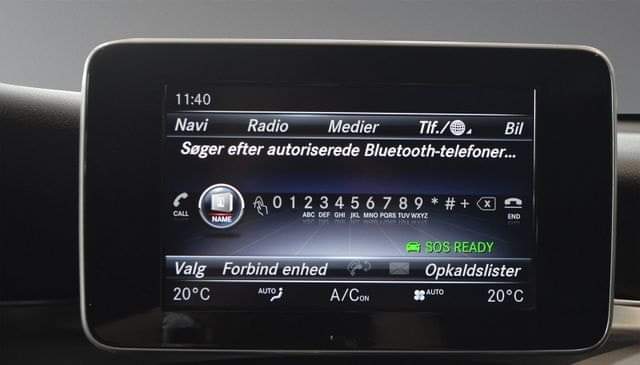 11:40
Navi Radio Medier Tlf./ Bil
Søger efter autoriserede Bluetooth-telefoner...
0 1 2 3 4 5 6 7 8 9 * # +
CALL NAME ABC DEF GHI JKL MNO PQRS TUV WXYZ END
SOS READY
Valg Forbind enhed Opkaldslister
20°C AUTO A/C ON AUTO 20°C